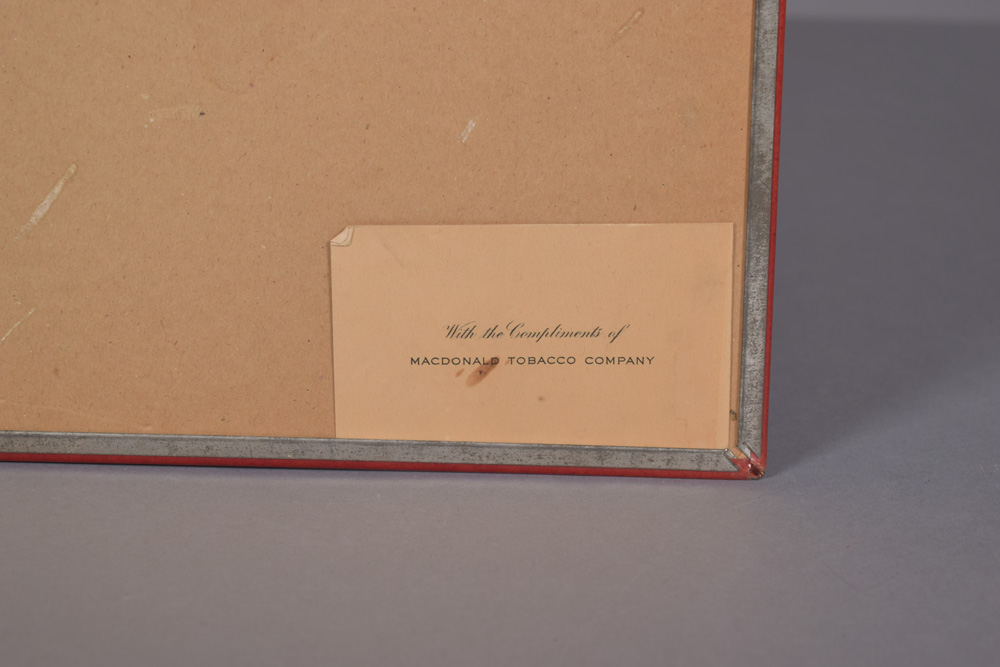 With the Compliments of
MACDONALD TOBACCO COMPANY